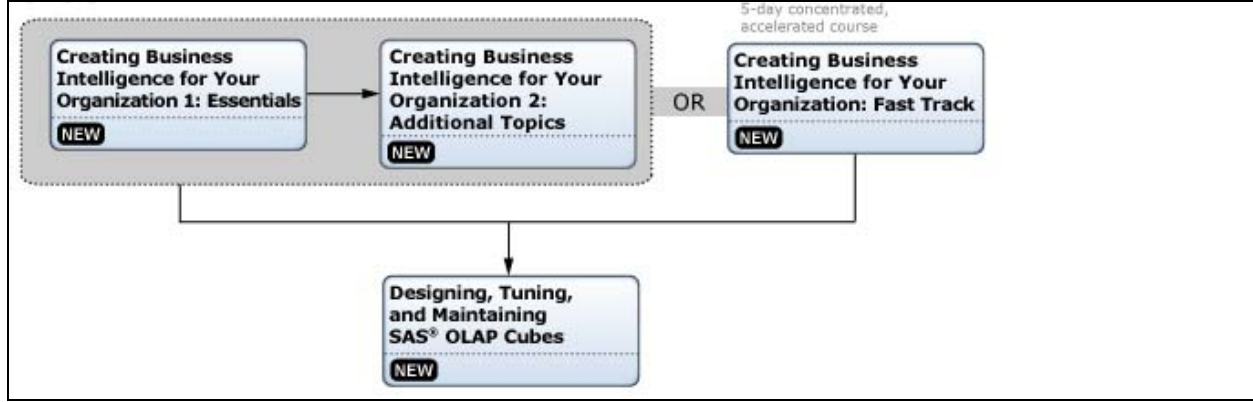 5-day concentrated,
accelerated course
Creating Business
Intelligence for Your
Organization 1: Essentials
NEW
Creating Business
Intelligence for Your
Organization 2:
Additional Topics
NEW
OR
Creating Business
Intelligence for Your
Organization: Fast Track
NEW
Designing, Tuning,
and Maintaining
SAS® OLAP Cubes
NEW